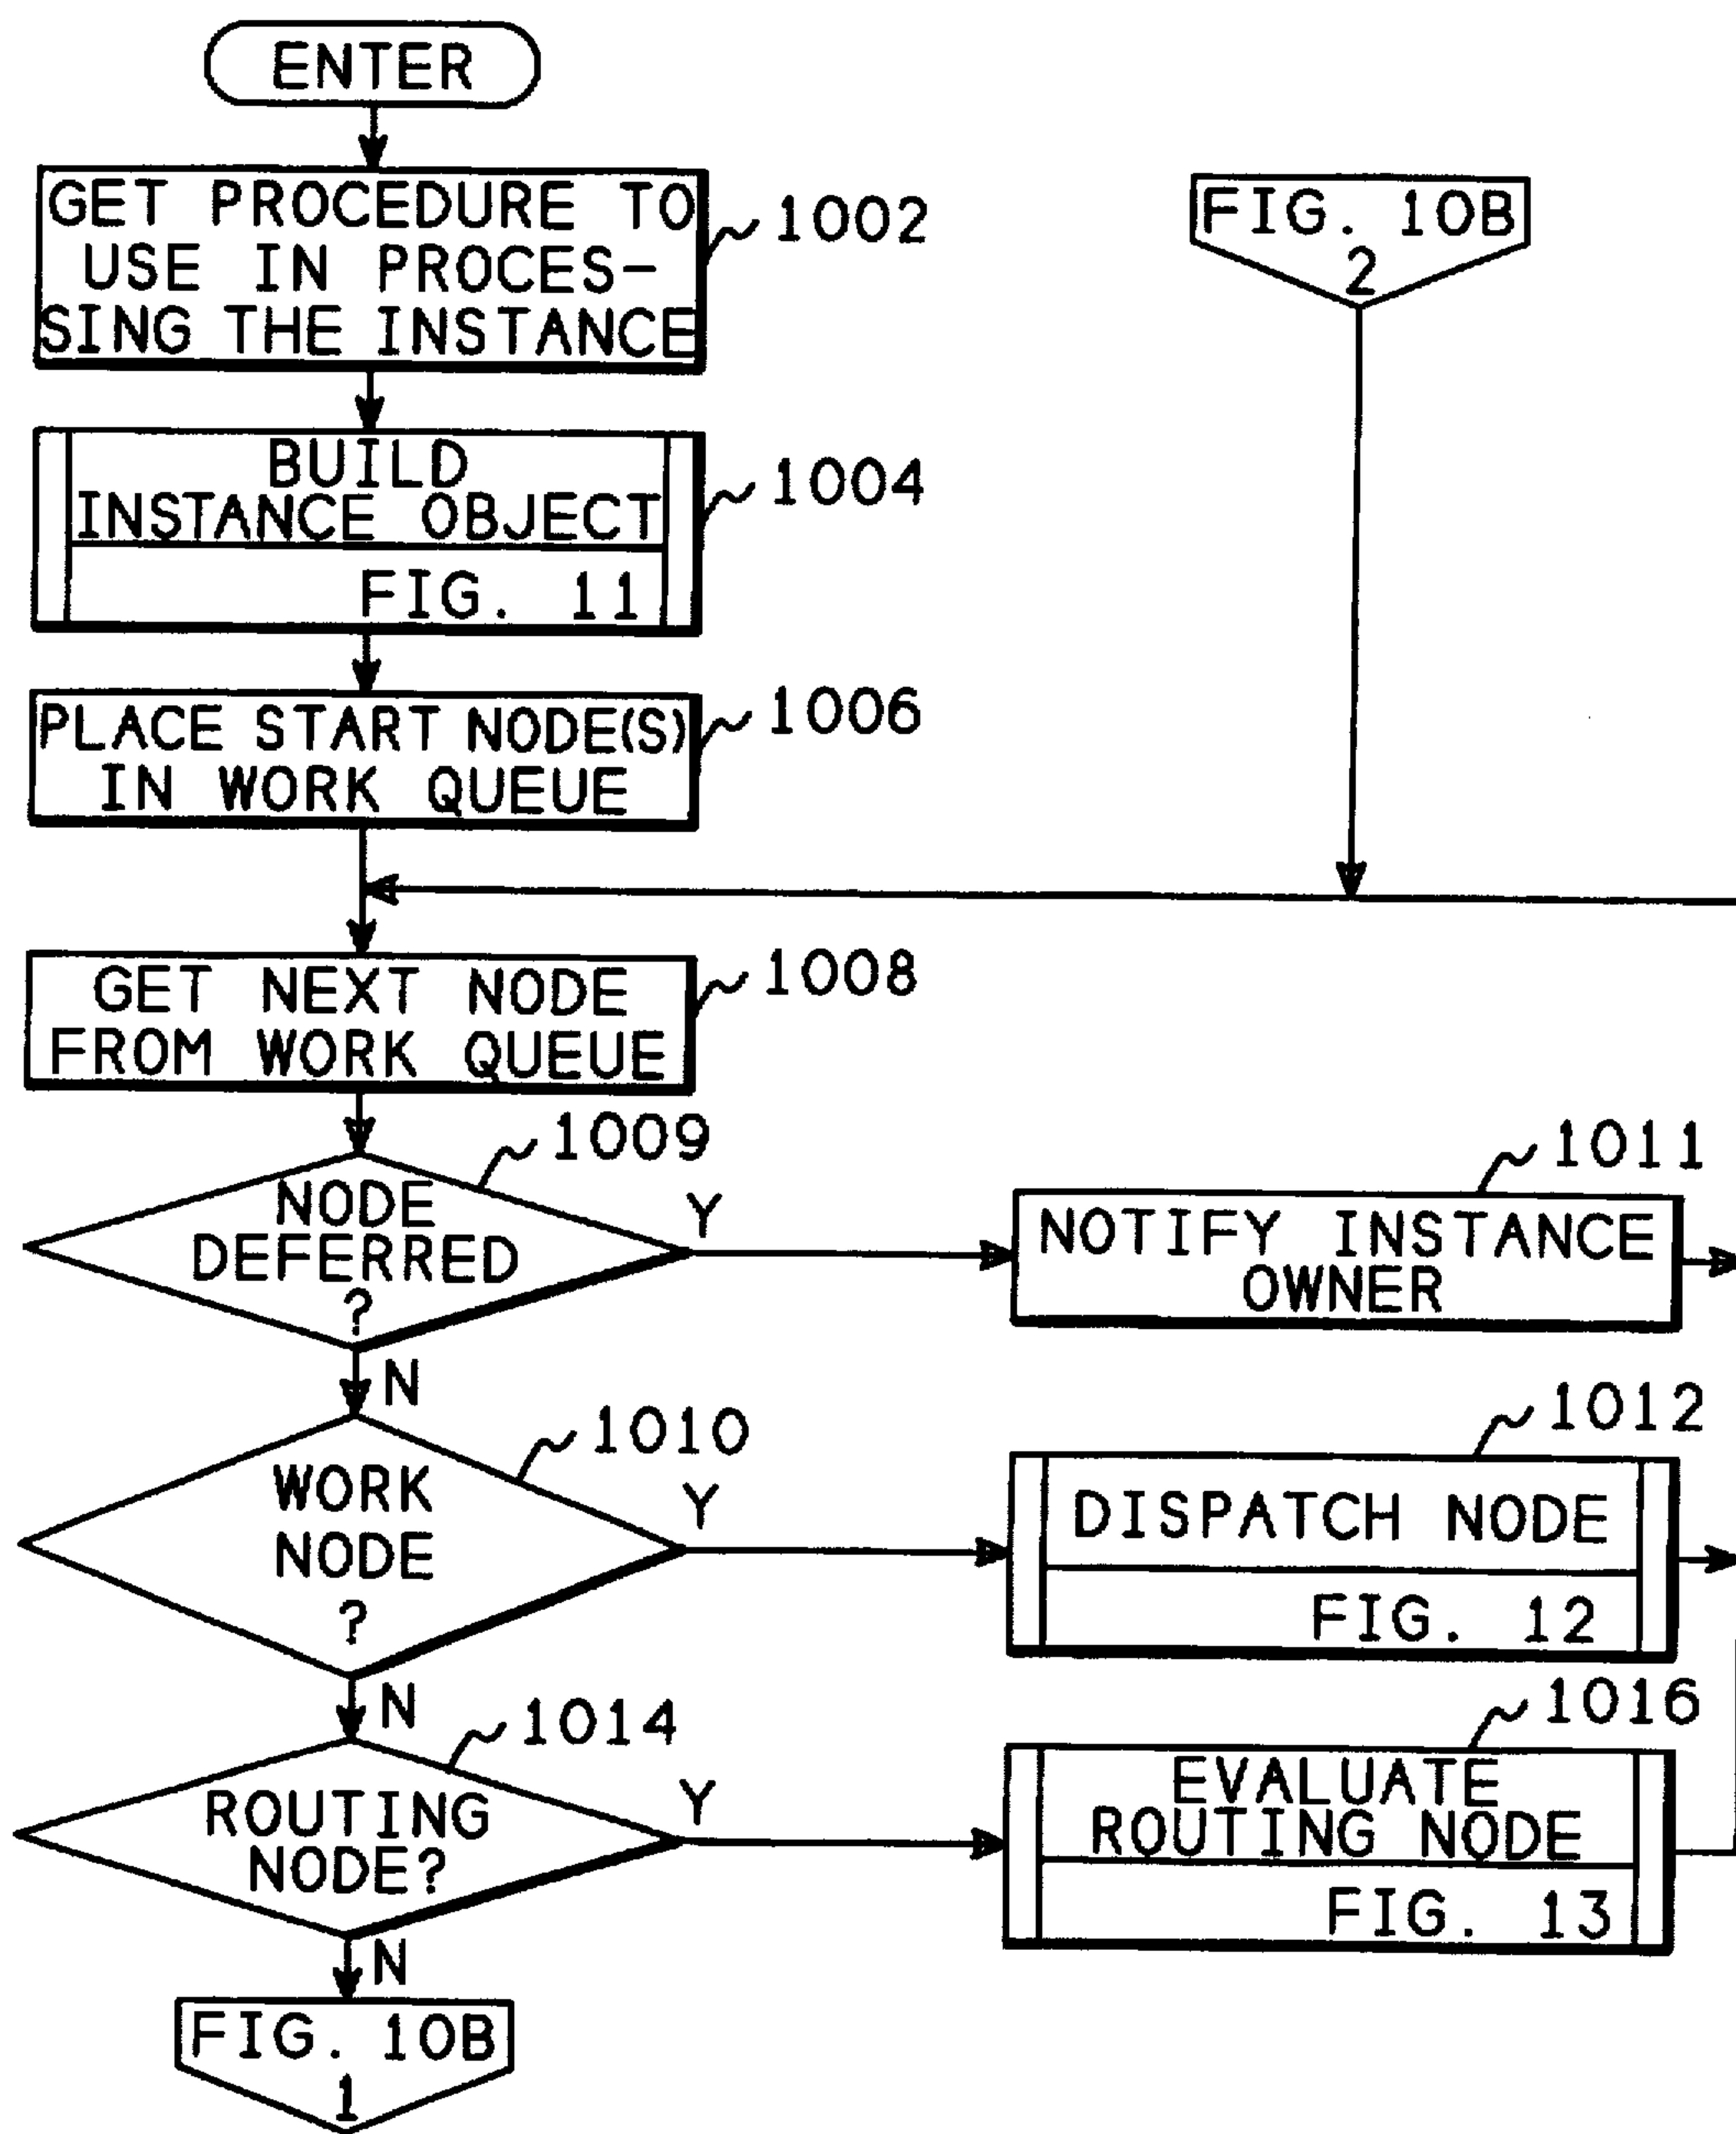 ENTER
GET PROCEDURE TO
USE IN PROCES-
SING THE INSTANCE
1002
FIG. 10B
2
BUILD
INSTANCE OBJECT
FIG. 11
1004
PLACE START NODE(S)
IN WORK QUEUE
1006
GET NEXT NODE
FROM WORK QUEUE
1008
1009
NODE
DEFERRED
?
Y
N
1011
NOTIFY INSTANCE
OWNER
1010
WORK
NODE
?
Y
N
1012
DISPATCH NODE
FIG. 12
1014
ROUTING
NODE?
Y
N
1016
EVALUATE
ROUTING NODE
FIG. 13
FIG. 10B
1